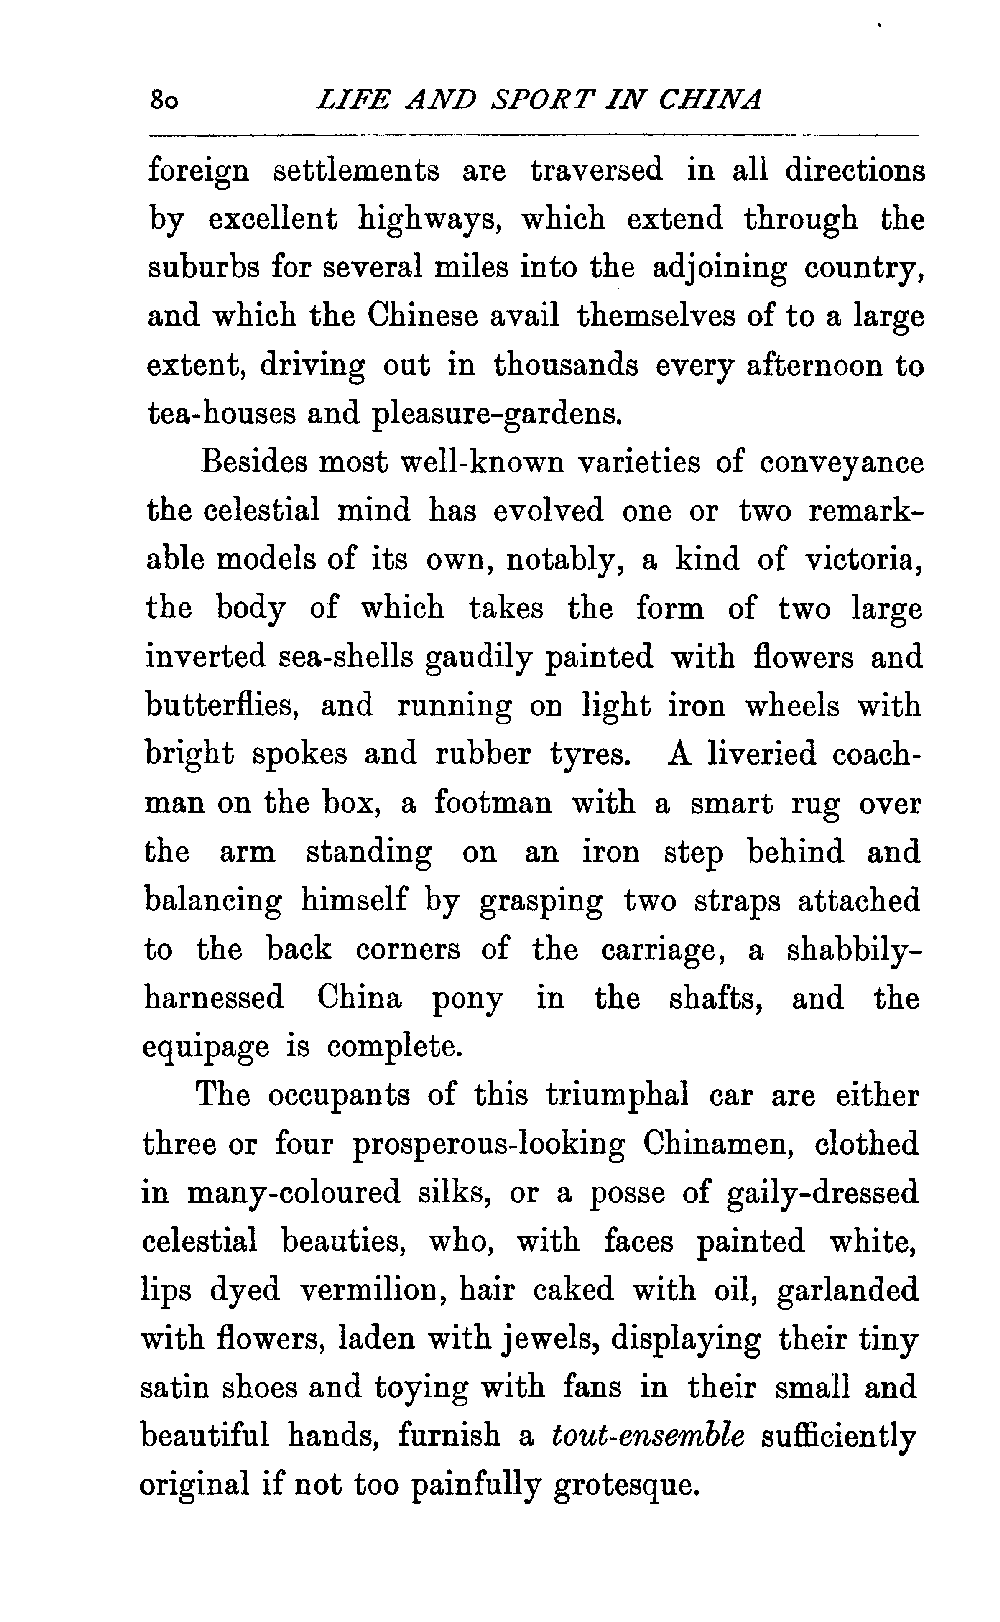 80 LIFE AND SPORT IN CHINA
foreign settlements are traversed in all directions
by excellent highways, which extend through the
suburbs for several miles into the adjoining country,
and which the Chinese avail themselves of to a large
extent, driving out in thousands every afternoon to
tea-houses and pleasure-gardens.
Besides most well-known varieties of conveyance
the celestial mind has evolved one or two remark-
able models of its own, notably, a kind of victoria,
the body of which takes the form of two large
inverted sea-shells gaudily painted with flowers and
butterflies, and running on light iron wheels with
bright spokes and rubber tyres. A liveried coach-
man on the box, a footman with a smart rug over
the arm standing on an iron step behind and
balancing himself by grasping two straps attached
to the back corners of the carriage, a shabbily-
harnessed China pony in the shafts, and the
equipage is complete.
The occupants of this triumphal car are either
three or four prosperous-looking Chinamen, clothed
in many-coloured silks, or a posse of gaily-dressed
celestial beauties, who, with faces painted white,
lips dyed vermilion, hair caked with oil, garlanded
with flowers, laden with jewels, displaying their tiny
satin shoes and toying with fans in their small and
beautiful hands, furnish a tout-ensemble sufficiently
original if not too painfully grotesque.